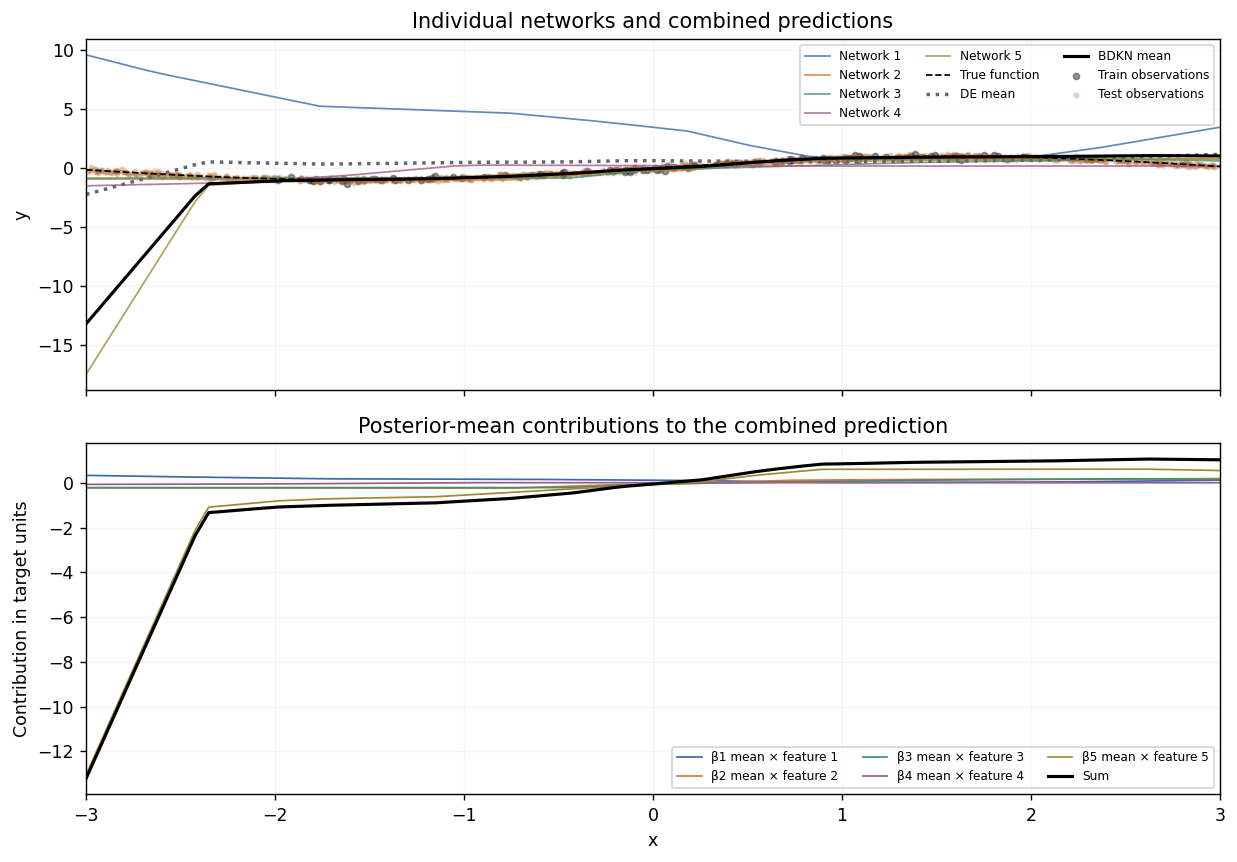 Individual networks and combined predictions
10
5
0
−5
−10
−15
y
Network 1
Network 2
Network 3
Network 4
Network 5
True function
DE mean
BDKN mean
Train observations
Test observations
Posterior-mean contributions to the combined prediction
0
−2
−4
−6
−8
−10
−12
Contribution in target units
β1 mean × feature 1
β2 mean × feature 2
β3 mean × feature 3
β4 mean × feature 4
β5 mean × feature 5
Sum
−3 −2 −1 0 1 2 3
x